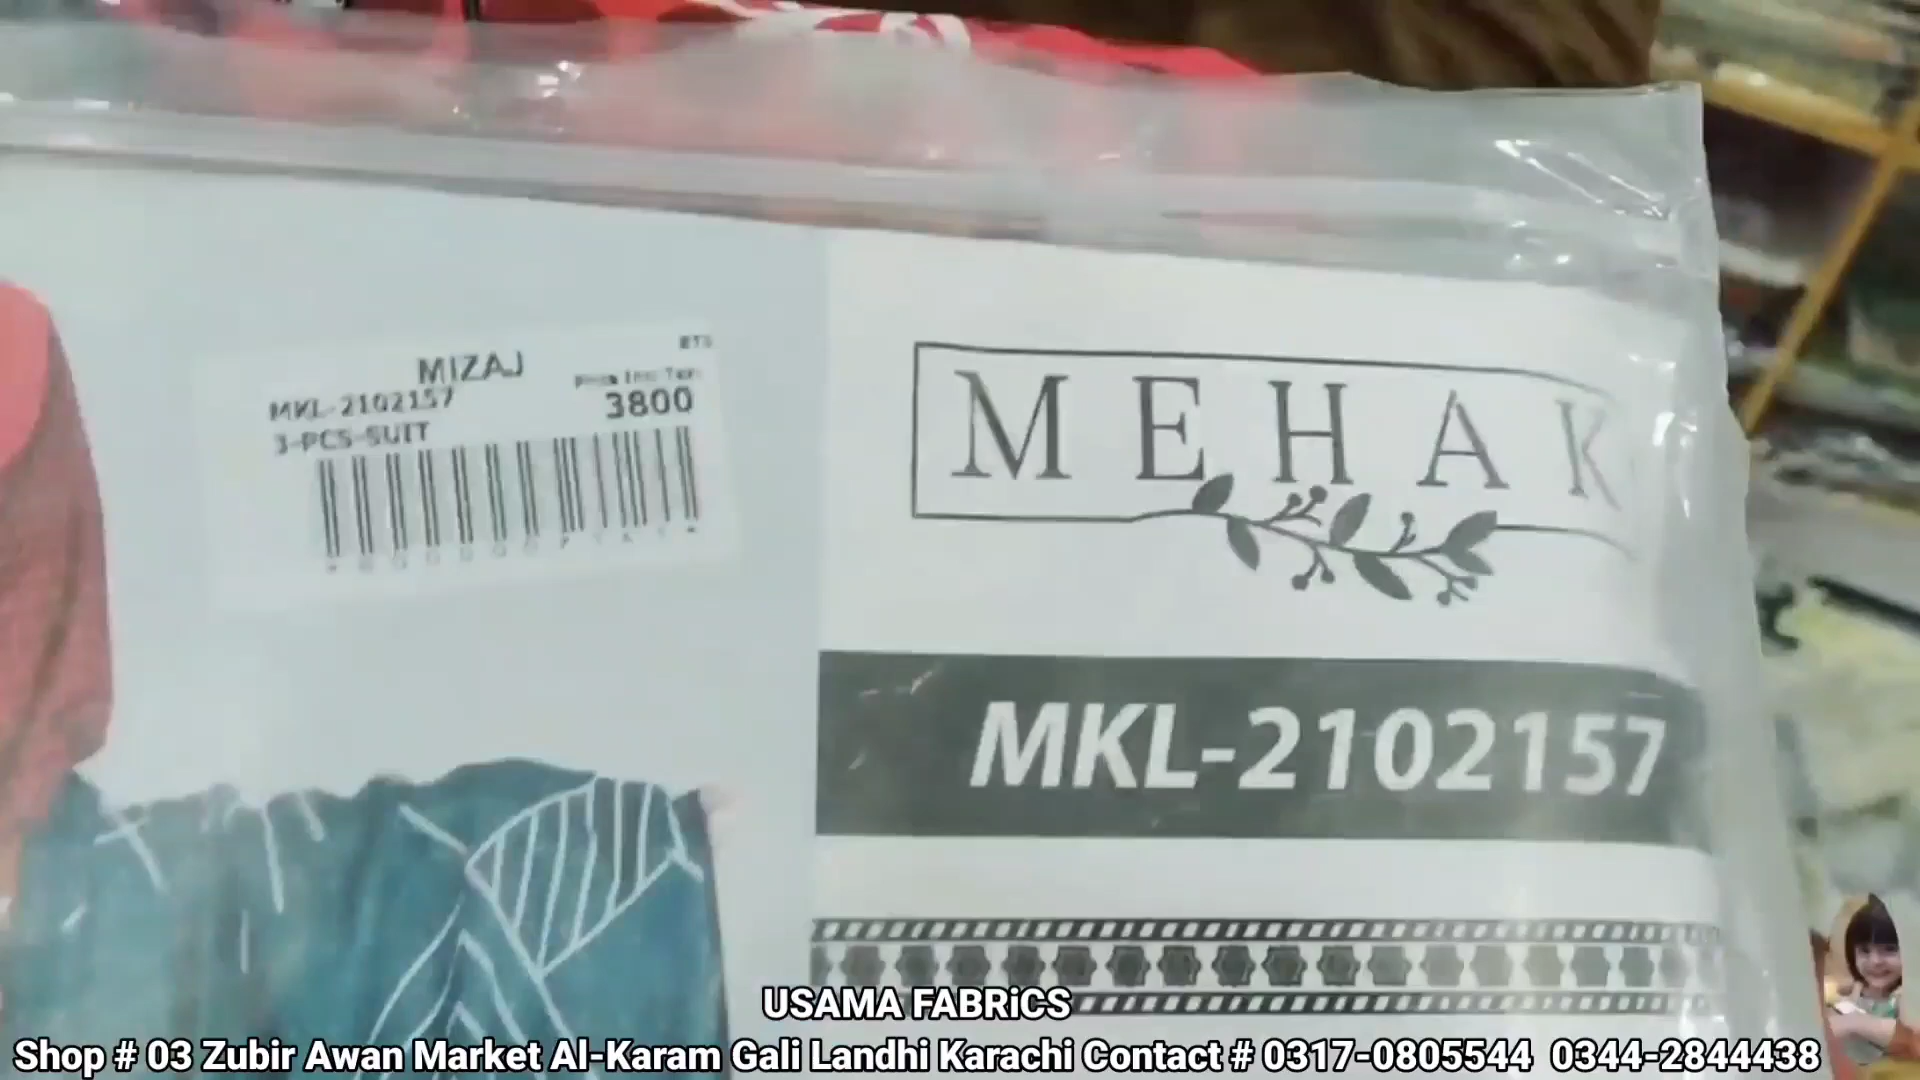 MIZAJ
MKL-2102157
3800
3-PCS-SUIT
MEHAK
MKL-2102157
USAMA FABRiCS
Shop # 03 Zubir Awan Market Al-Karam Gali Landhi Karachi Contact # 0317-0805544 0344-2844438